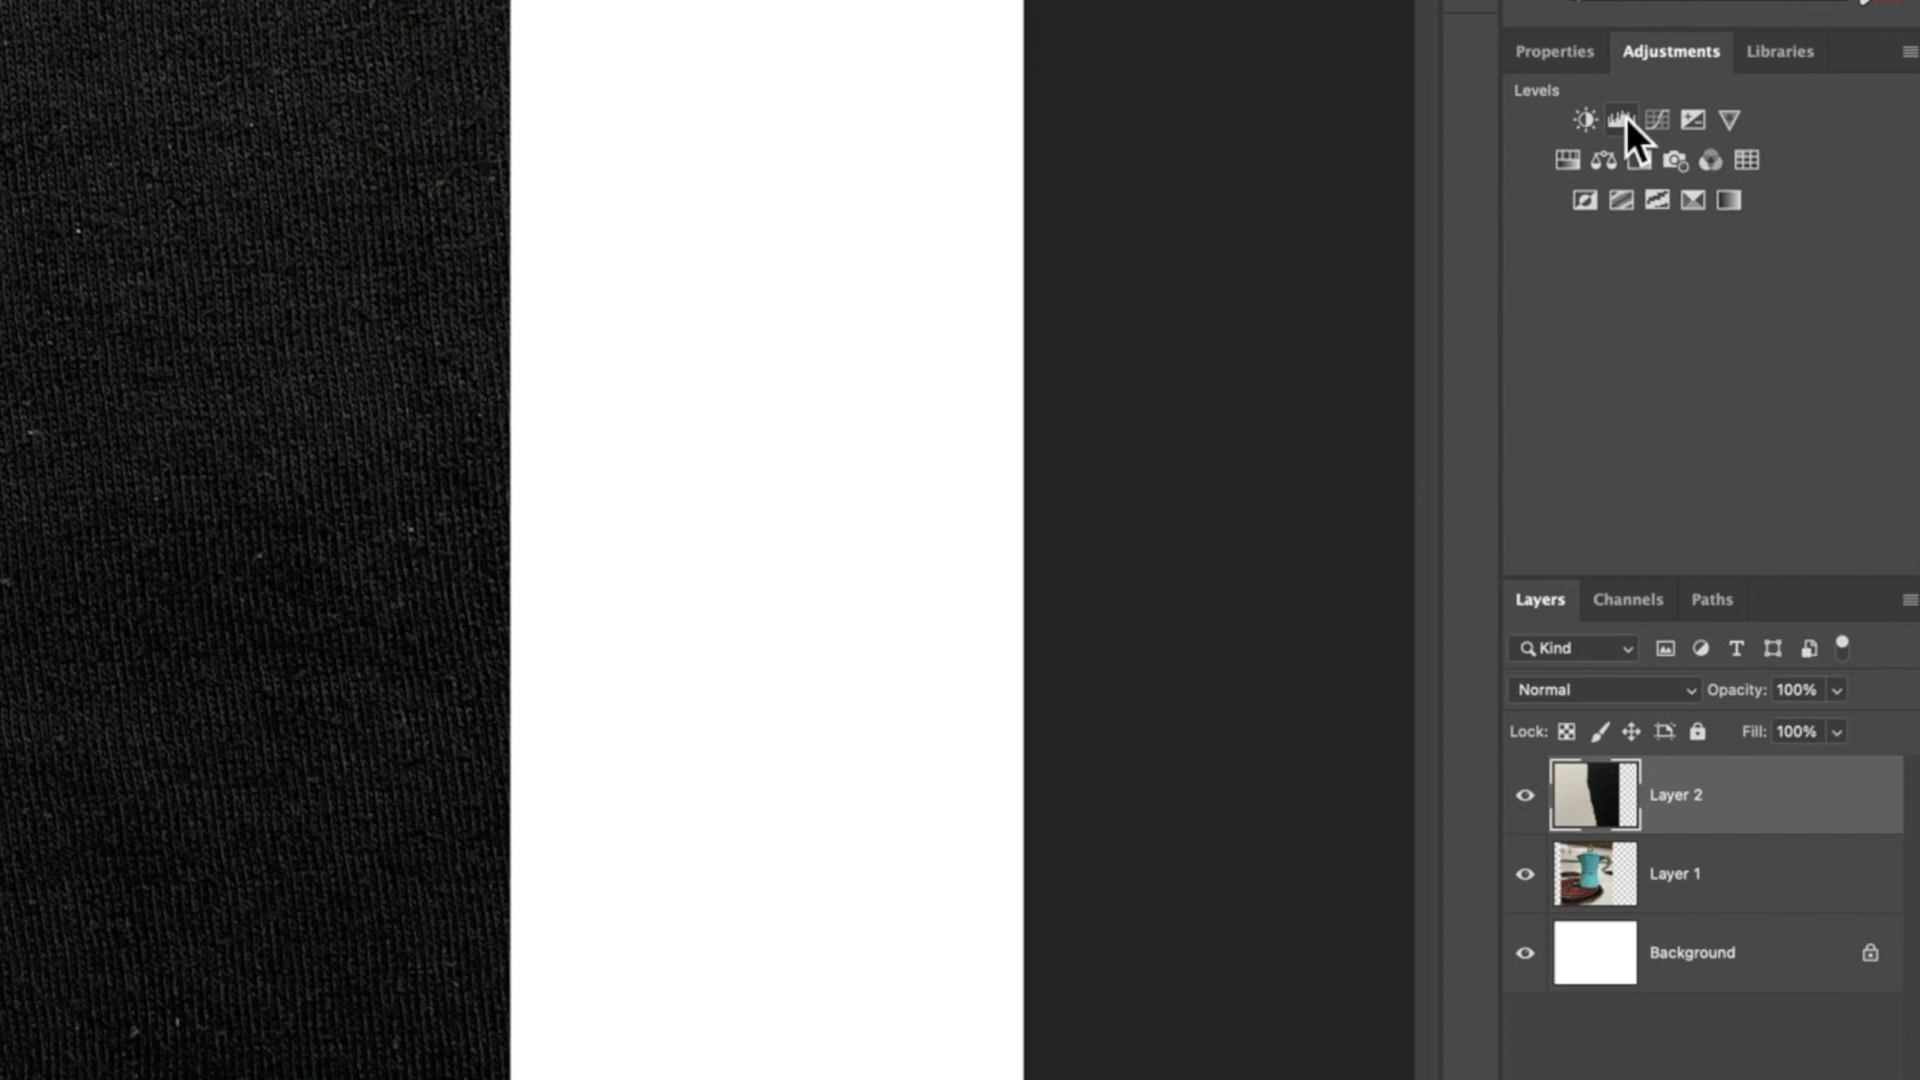 Properties Adjustments Libraries
Levels
Layers Channels Paths
Kind
Normal Opacity: 100%
Lock: Fill: 100%
Layer 2
Layer 1
Background